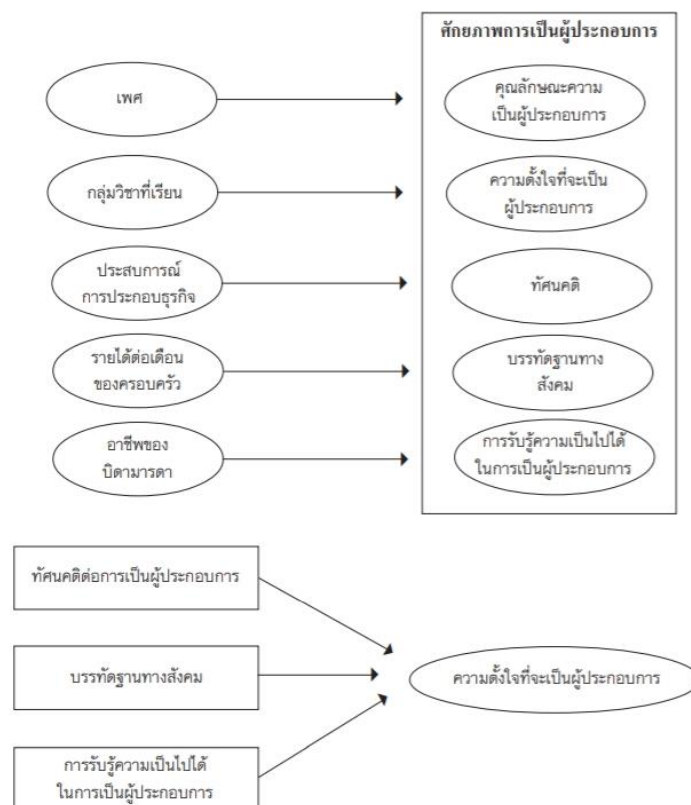 ศักยภาพการเป็นผู้ประกอบการ
เพศ
คุณลักษณะความ
เป็นผู้ประกอบการ
กลุ่มวิชาที่เรียน
ความตั้งใจที่จะเป็น
ผู้ประกอบการ
ประสบการณ์
การประกอบธุรกิจ
ทัศนคติ
รายได้ต่อเดือน
ของครอบครัว
บรรทัดฐานทาง
สังคม
อาชีพของ
บิดามารดา
การรับรู้ความเป็นไปได้
ในการเป็นผู้ประกอบการ
ทัศนคติต่อการเป็นผู้ประกอบการ
บรรทัดฐานทางสังคม
ความตั้งใจที่จะเป็นผู้ประกอบการ
การรับรู้ความเป็นไปได้
ในการเป็นผู้ประกอบการ